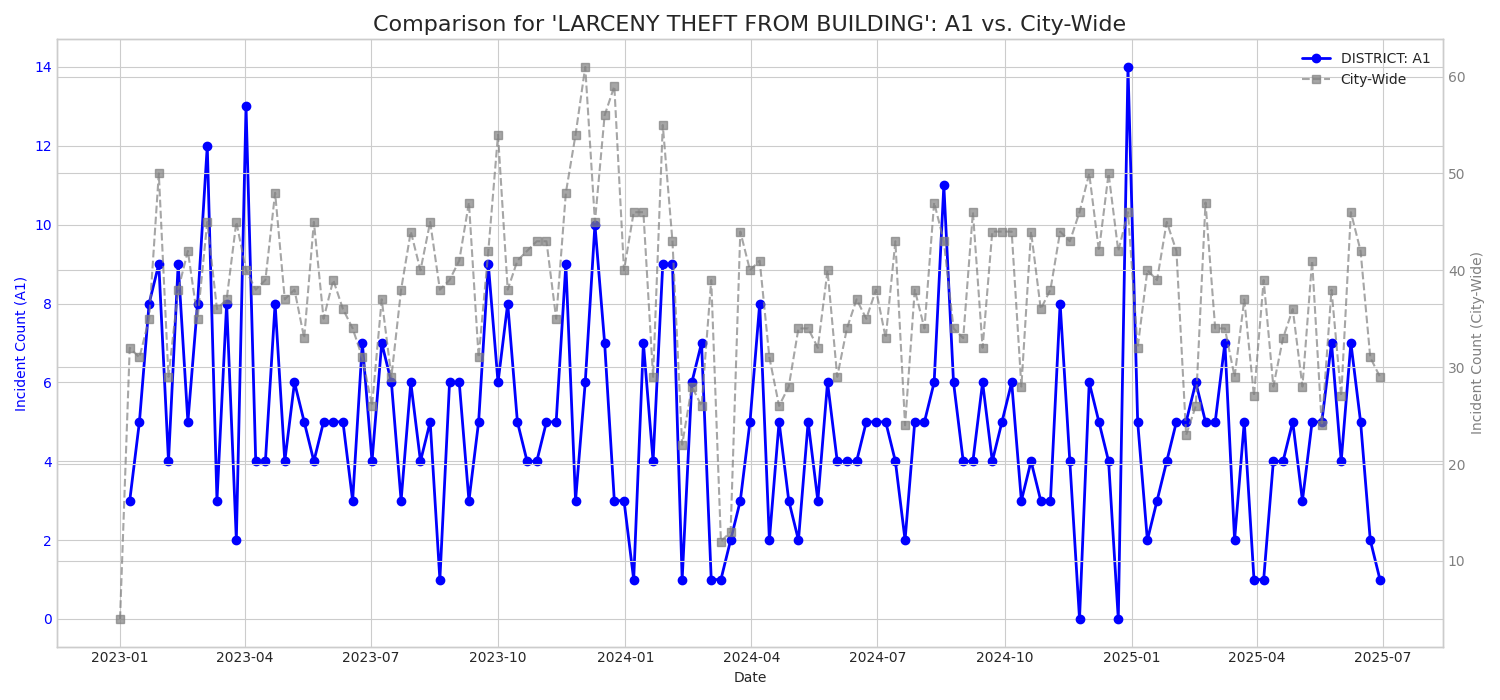 Comparison for 'LARCENY THEFT FROM BUILDING': A1 vs. City-Wide
DISTRICT: A1
City-Wide
Incident Count (A1)
14
12
10
8
6
4
2
0
Incident Count (City-Wide)
60
50
40
30
20
10
2023-01 2023-04 2023-07 2023-10 2024-01 2024-04 2024-07 2024-10 2025-01 2025-04 2025-07
Date